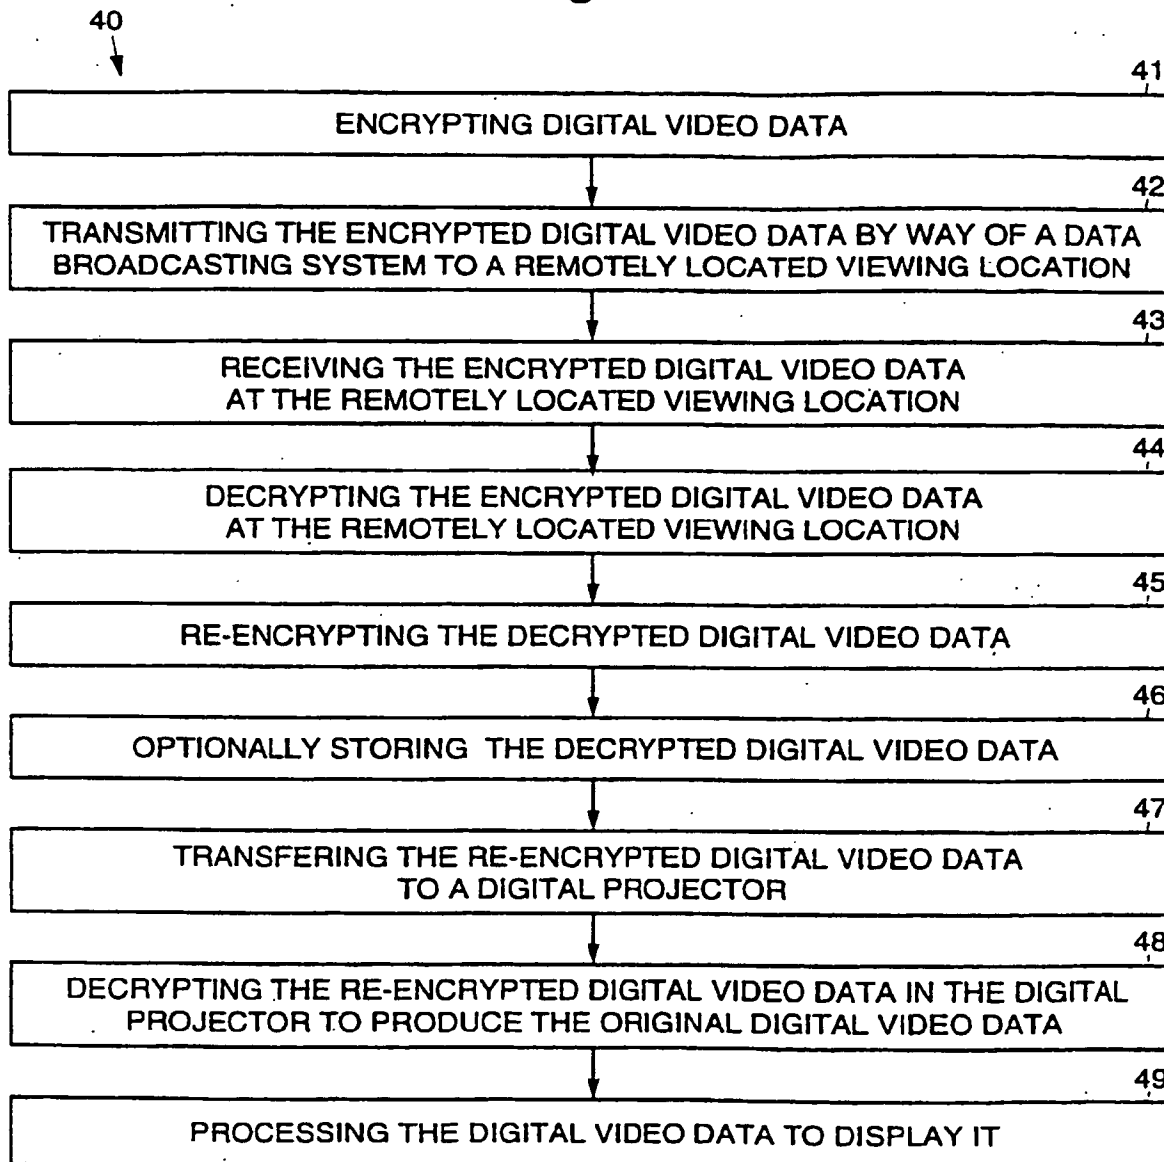 40
41
ENCRYPTING DIGITAL VIDEO DATA
42
TRANSMITTING THE ENCRYPTED DIGITAL VIDEO DATA BY WAY OF A DATA
BROADCASTING SYSTEM TO A REMOTELY LOCATED VIEWING LOCATION
43
RECEIVING THE ENCRYPTED DIGITAL VIDEO DATA
AT THE REMOTELY LOCATED VIEWING LOCATION
44
DECRYPTING THE ENCRYPTED DIGITAL VIDEO DATA
AT THE REMOTELY LOCATED VIEWING LOCATION
45
RE-ENCRYPTING THE DECRYPTED DIGITAL VIDEO DATA
46
OPTIONALLY STORING THE DECRYPTED DIGITAL VIDEO DATA
47
TRANSFERING THE RE-ENCRYPTED DIGITAL VIDEO DATA
TO A DIGITAL PROJECTOR
48
DECRYPTING THE RE-ENCRYPTED DIGITAL VIDEO DATA IN THE DIGITAL
PROJECTOR TO PRODUCE THE ORIGINAL DIGITAL VIDEO DATA
49
PROCESSING THE DIGITAL VIDEO DATA TO DISPLAY IT